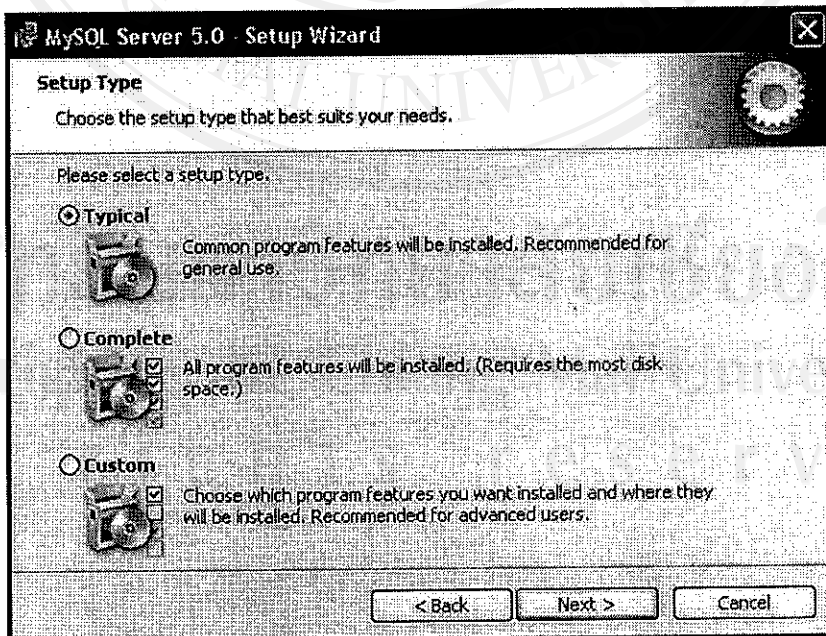 MySQL Server 5.0 - Setup Wizard
Setup Type
Choose the setup type that best suits your needs.
Please select a setup type.
Typical
Common program features will be installed. Recommended for
general use.
Complete
All program features will be installed. (Requires the most disk
space.)
Custom
Choose which program features you want installed and where they
will be installed. Recommended for advanced users.
< Back
Next >
Cancel